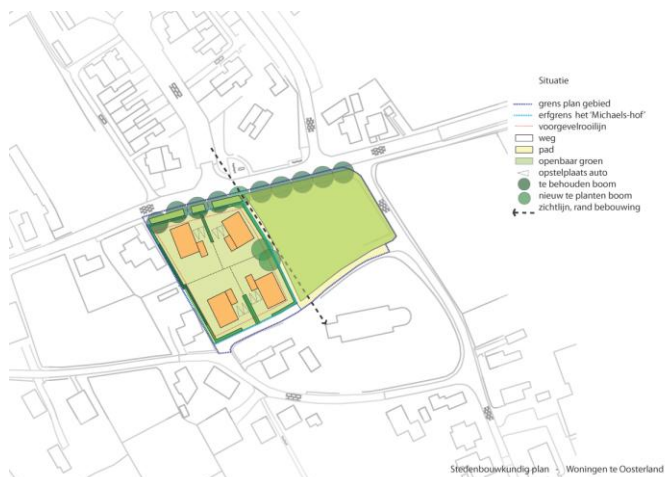 Situatie
grens plan gebied
erfgrens het 'Michaels-hof'
voorgevelrooilijn
weg
pad
openbaar groen
opstelplaats auto
te behouden boom
nieuw te planten boom
zichtlijn, rand bebouwing
Stedenbouwkundig plan - Woningen te Oosterland